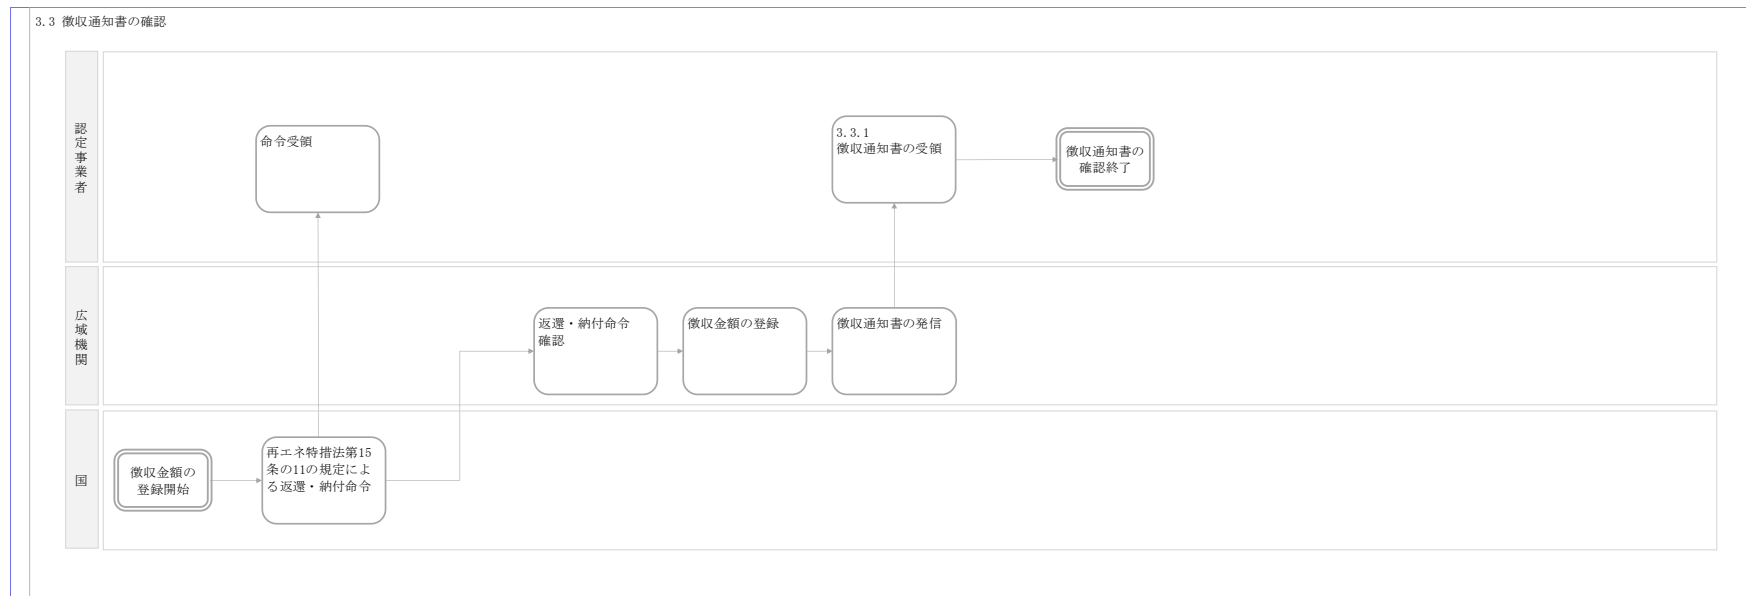 3.3 徴収通知書の確認
認定事業者
命令受領
3.3.1
徴収通知書の受領
徴収通知書の
確認終了
広域機関
返還・納付命令
確認
徴収金額の登録
徴収通知書の発信
国
徴収金額の
登録開始
再エネ特措法第15
条の11の規定によ
る返還・納付命令